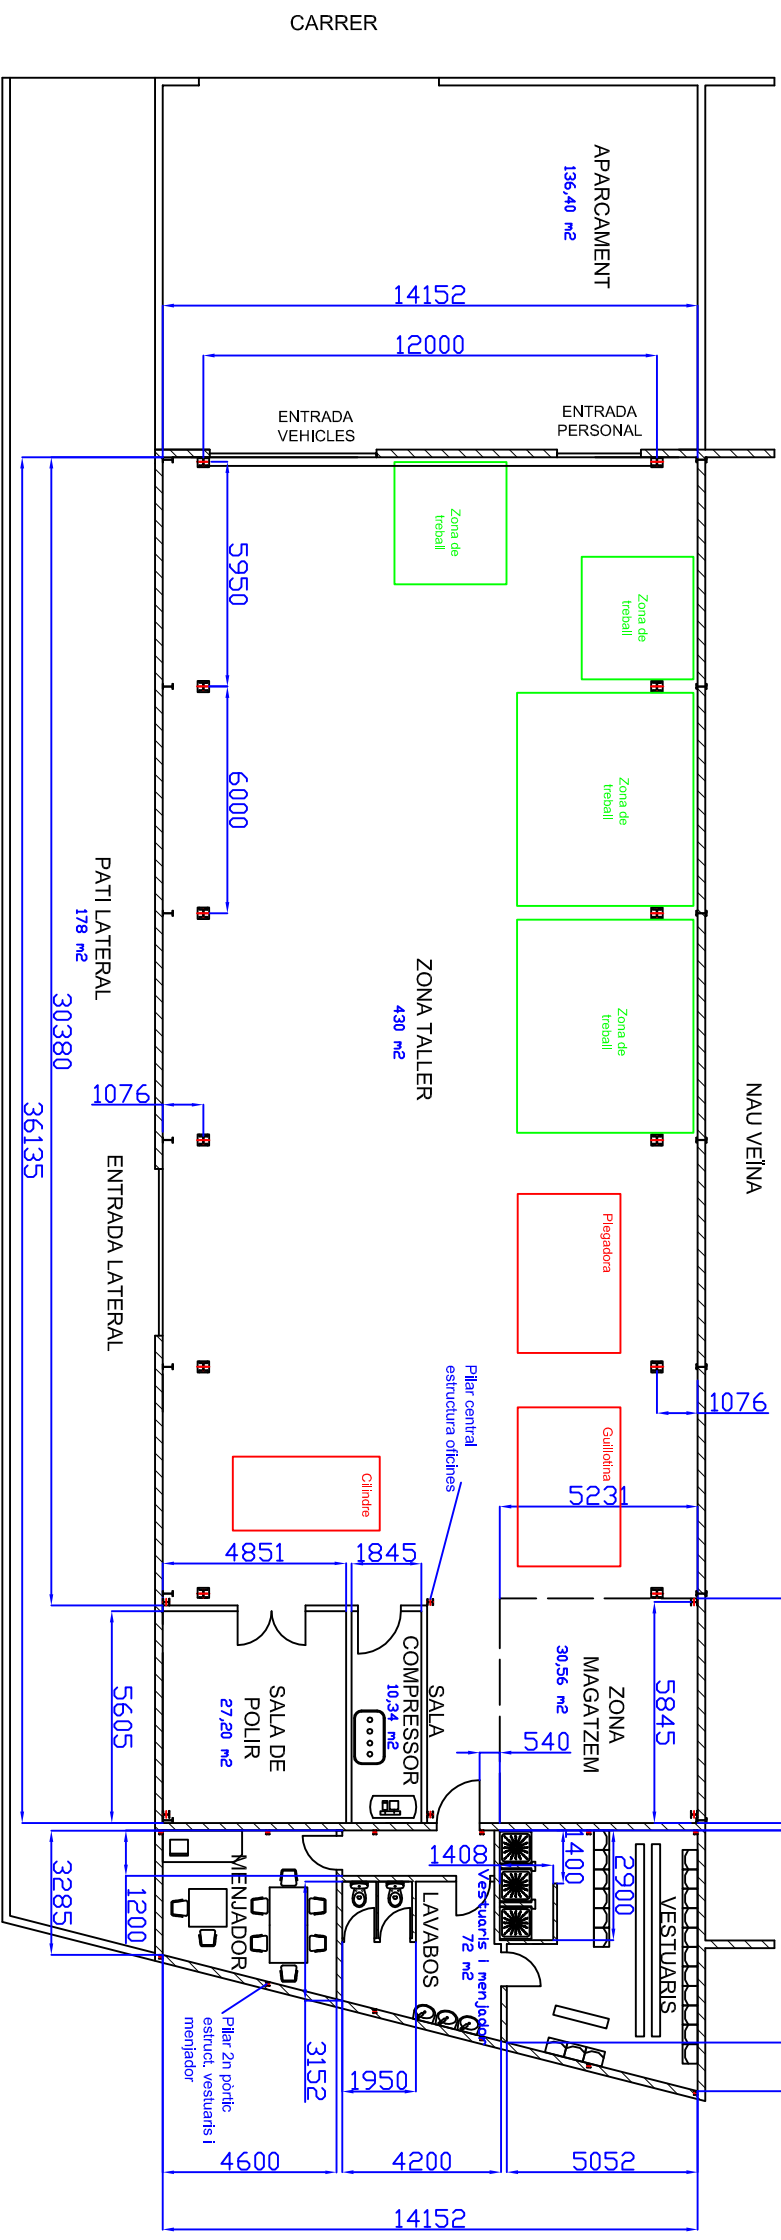 CARRER
APARCAMENT
136,40 m2
14152
12000
ENTRADA
VEHICLES
ENTRADA
PERSONAL
Zona de
treball
Zona de
treball
5950
Zona de
treball
6000
PATI LATERAL
178 m2
ZONA TALLER
430 m2
Zona de
treball
30380
36135
1076
NAU VEÏNA
ENTRADA LATERAL
Plegadora
1076
Pilar central
estructura oficines
Guillotina
Cilindre
5231
4851
1845
5605
SALA DE
POLIR
27,20 m2
SALA
COMPRESSOR
10,34 m2
ZONA
MAGATZEM
30,56 m2
5845
540
3285
1200
MENJADOR
LAVABOS
1408
1400
2900
Vestuaris i menjador
72 m2
VESTUARIS
Pilar 2n pòrtic
estruct. vestuaris i
menjador
3152
1950
4600
4200
5052
14152